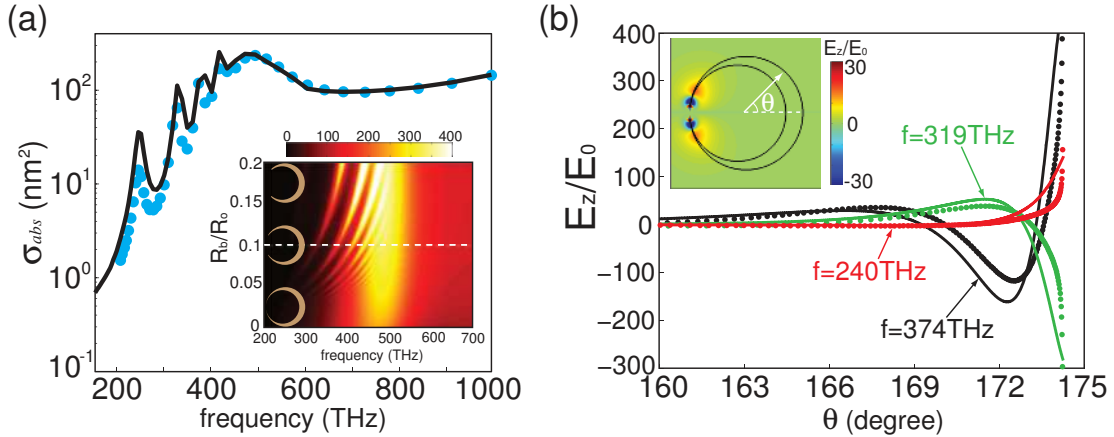 (a)
σabs (nm²)
10²
10¹
10⁰
10⁻¹
200 400 600 800 1000
frequency (THz)
0 100 200 300 400
Rb/Ro
0.2
0.15
0.1
0.05
0
200 300 400 500 600 700
frequency (THz)
(b)
Ez/E0
400
300
200
100
0
−100
−200
−300
160 163 166 169 172 175
θ (degree)
θ
Ez/E0
30
0
-30
f=319THz
f=240THz
f=374THz